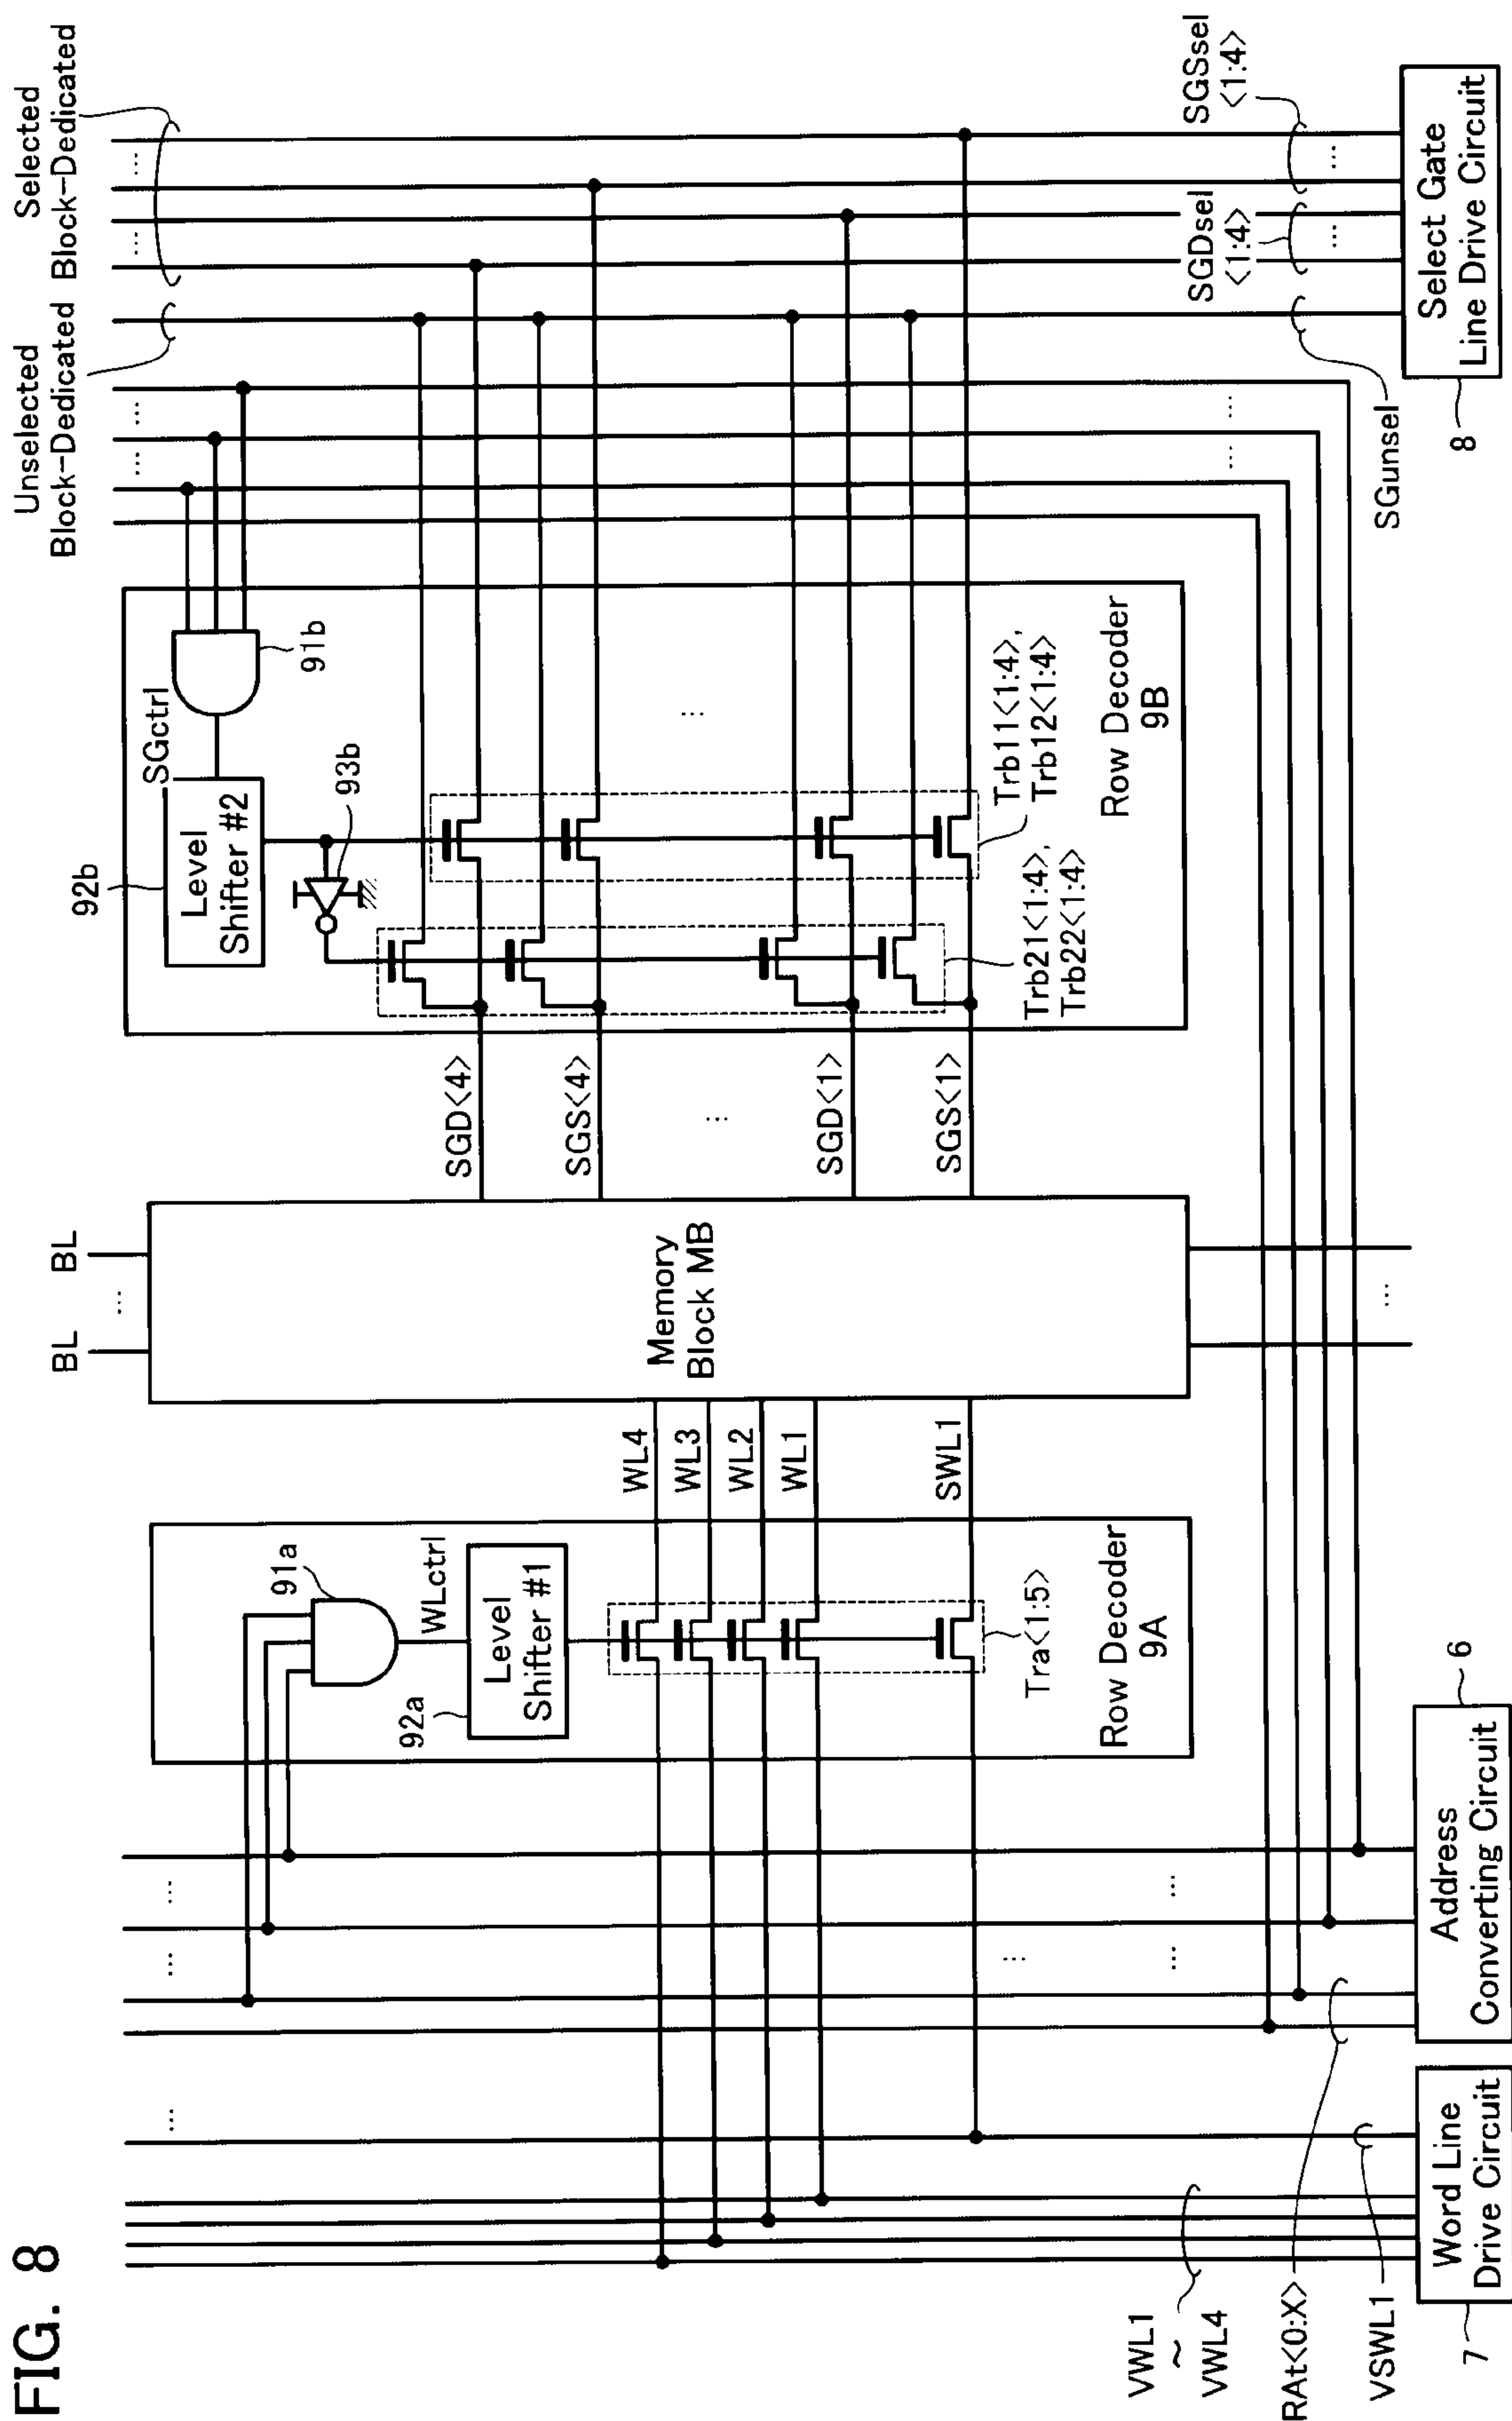 FIG. 8
BL
BL
Unselected
Block-Dedicated
Selected
Block-Dedicated
91a
WLctrl
92a
Level
Shifter #1
WL4
WL3
WL2
WL1
SWL1
Tra<1:5>
Row Decoder
9A
Memory
Block MB
92b
Level
Shifter #2
SGctrl
91b
93b
SGD<4>
SGS<4>
SGD<1>
SGS<1>
Trb21<1:4>,
Trb22<1:4>
Trb11<1:4>,
Trb12<1:4>
Row Decoder
9B
SGDsel
<1:4>
SGSsel
<1:4>
SGunsel
VWL1
~
VWL4
RAt<0:X>
VSWL1
7
Word Line
Drive Circuit
Address
Converting Circuit
6
8
Select Gate
Line Drive Circuit